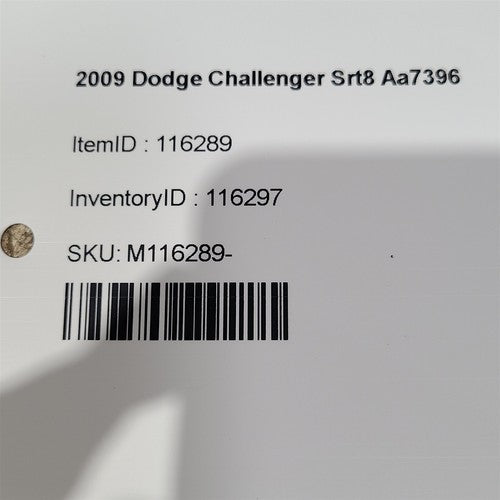 2009 Dodge Challenger Srt8 Aa7396
ItemID : 116289
InventoryID : 116297
SKU: M116289-